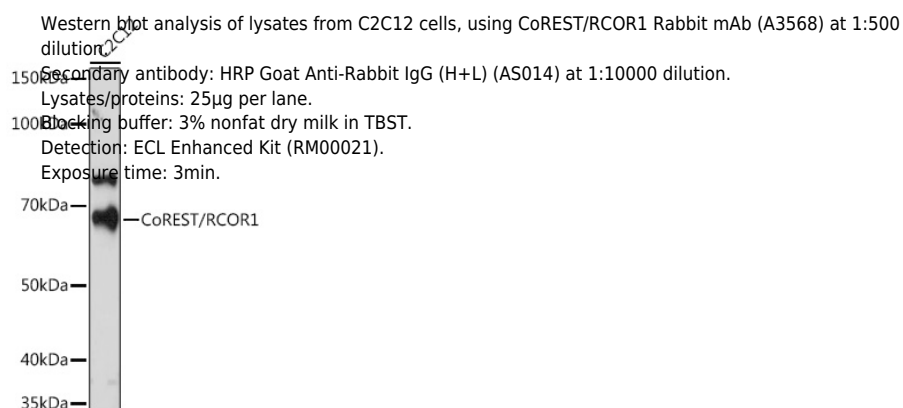 Western blot analysis of lysates from C2C12 cells, using CoREST/RCOR1 Rabbit mAb (A3568) at 1:500
dilution.
C2C12
Secondary antibody: HRP Goat Anti-Rabbit IgG (H+L) (AS014) at 1:10000 dilution.
150kDa
Lysates/proteins: 25μg per lane.
100kDa
Blocking buffer: 3% nonfat dry milk in TBST.
Detection: ECL Enhanced Kit (RM00021).
Exposure time: 3min.
70kDa
CoREST/RCOR1
50kDa
40kDa
35kDa